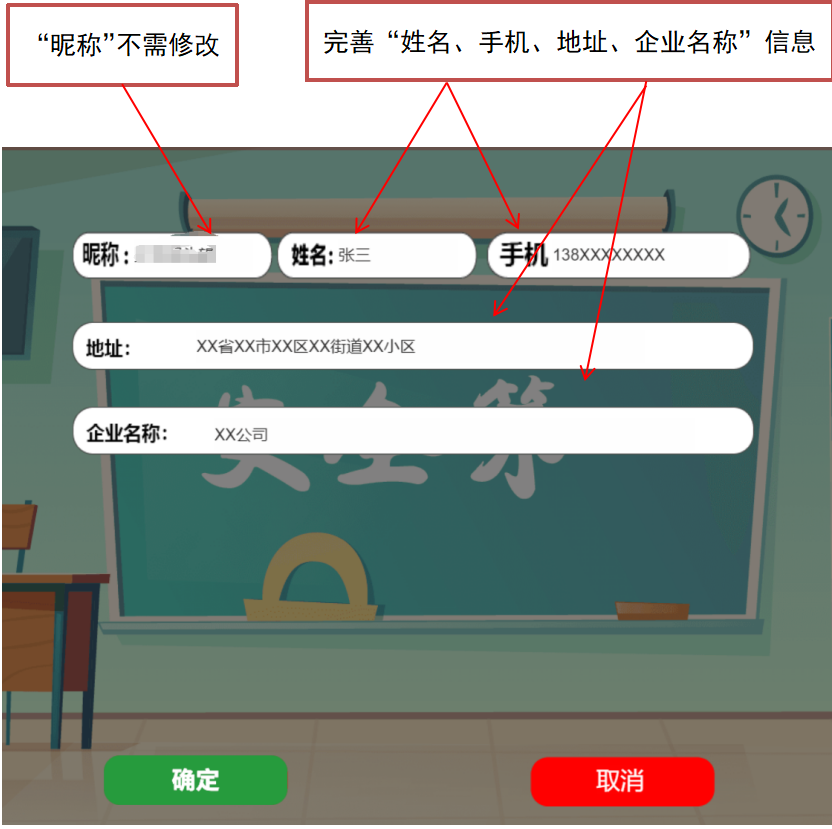 “昵称”不需修改
完善“姓名、手机、地址、企业名称”信息
昵称：
姓名: 张三
手机 138XXXXXXXX
地址: XX省XX市XX区XX街道XX小区
安全第
企业名称: XX公司
确定
取消